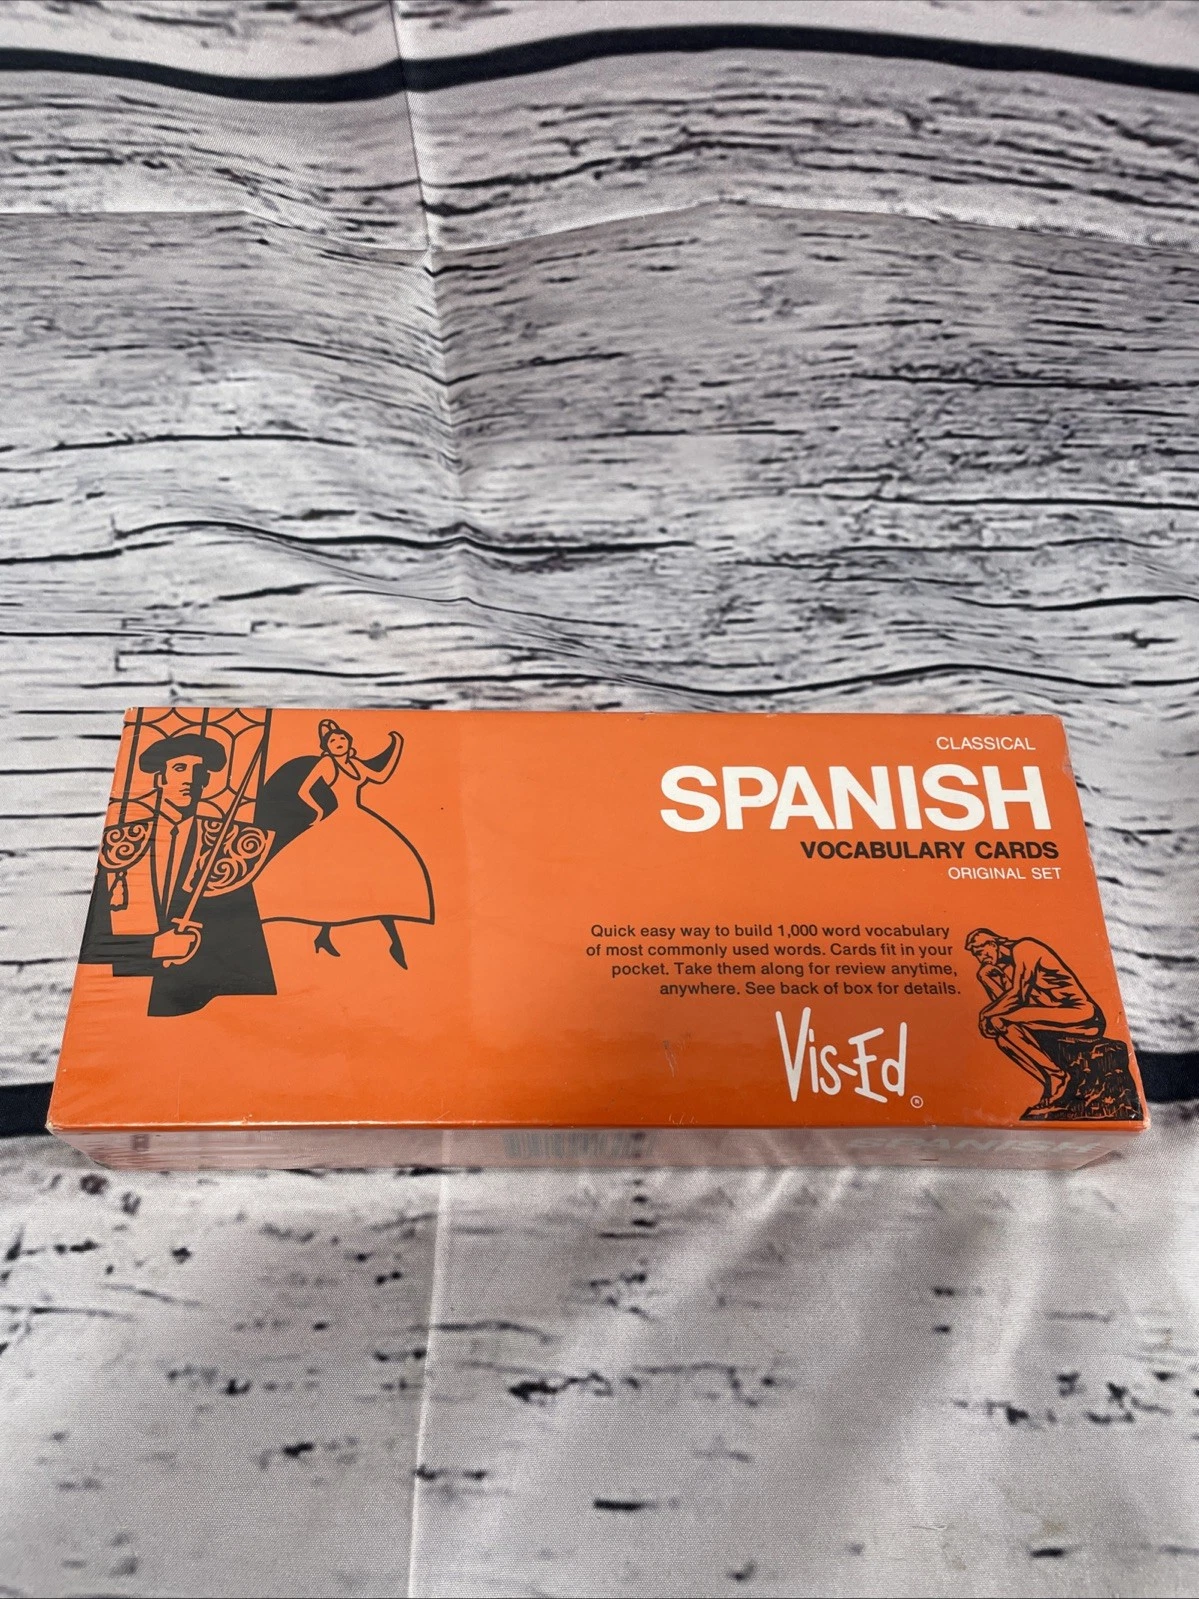 CLASSICAL
SPANISH
VOCABULARY CARDS
ORIGINAL SET
Quick easy way to build 1,000 word vocabulary
of most commonly used words. Cards fit in your
pocket. Take them along for review anytime,
anywhere. See back of box for details.
Vis-Ed
®
SPANISH